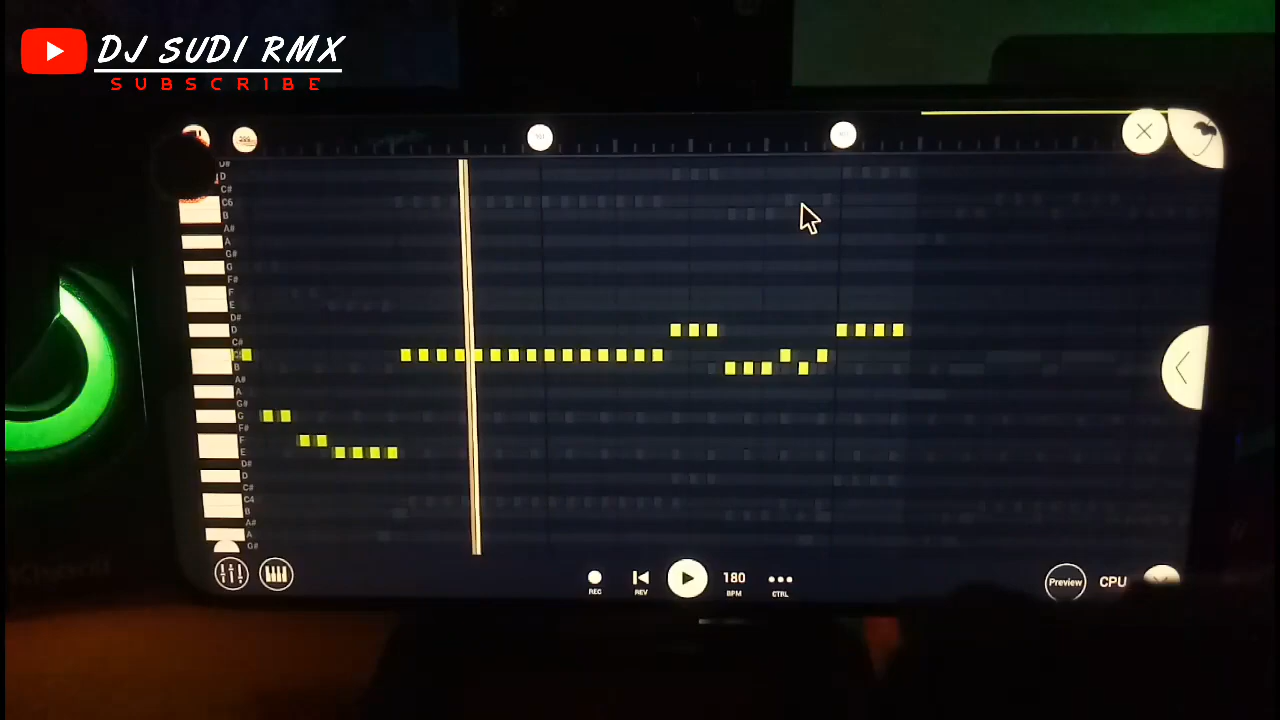 DJ SUDI RMX
SUBSCRIBE
D#
D
C#
C6
B
A#
A
G#
G
F#
F
E
D#
D
C#
B
A#
A
G#
G
F#
F
E
D#
D
C#
C4
B
A#
A
G#
REC
REV
180
BPM
CTRL
Preview
CPU